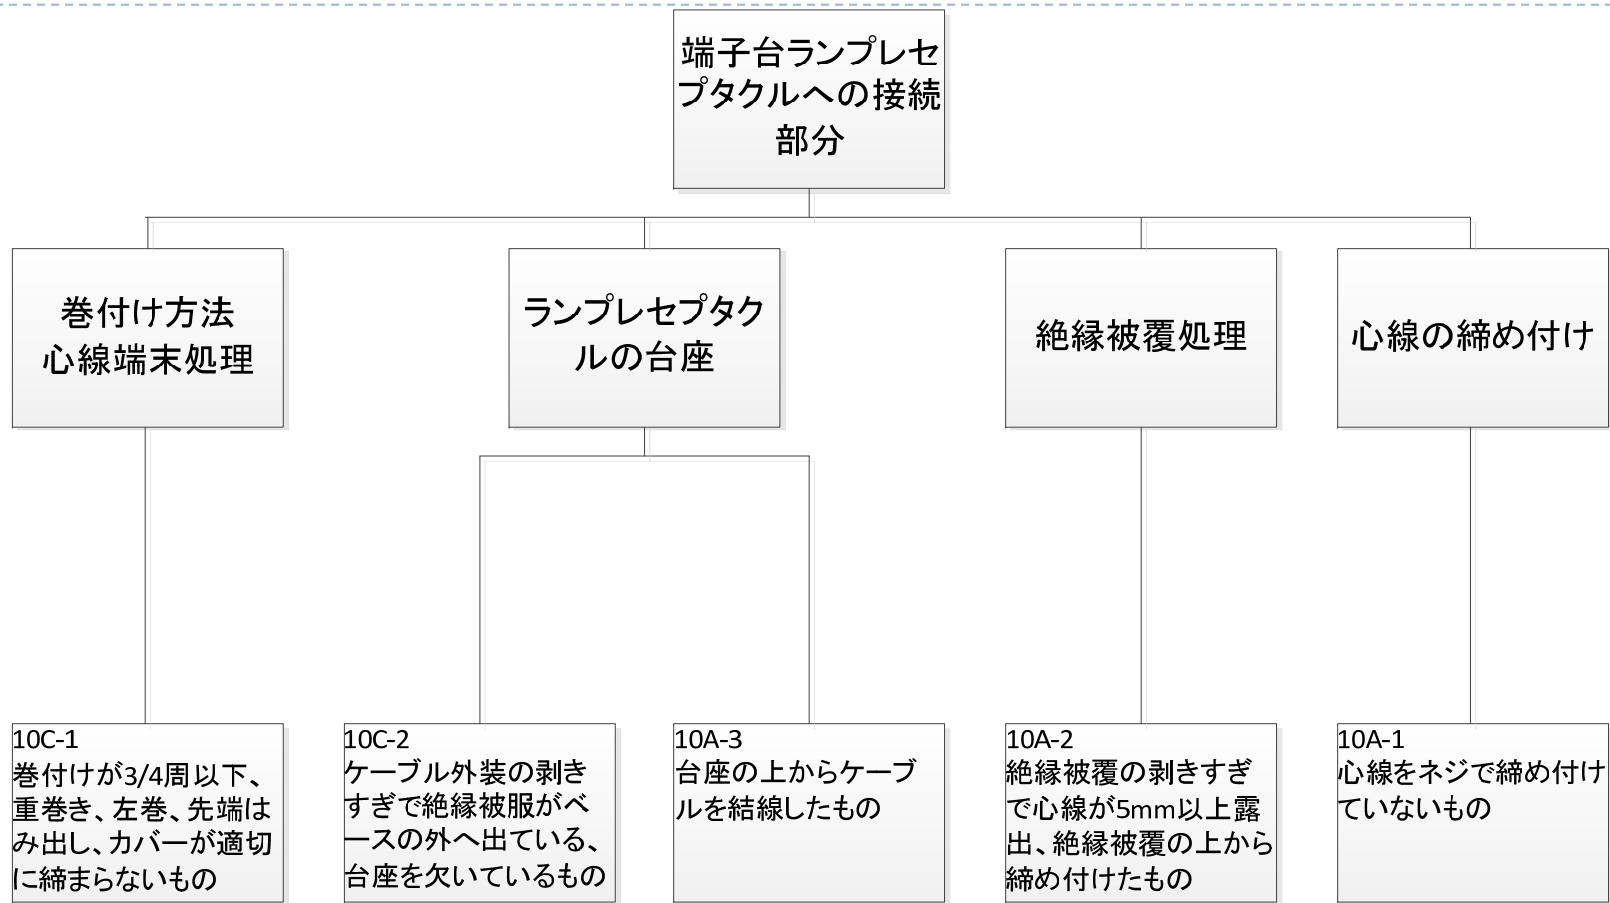 端子台ランプレセ
プタクルへの接続
部分
巻付け方法
心線端末処理
ランプレセプタク
ルの台座
絶縁被覆処理
心線の締め付け
10C-1
巻付けが3/4周以下、
重巻き、左巻、先端は
み出し、カバーが適切
に締まらないもの
10C-2
ケーブル外装の剥き
すぎで絶縁被服がベ
ースの外へ出ている、
台座を欠いているもの
10A-3
台座の上からケーブ
ルを結線したもの
10A-2
絶縁被覆の剥きすぎ
で心線が5mm以上露
出、絶縁被覆の上から
締め付けたもの
10A-1
心線をネジで締め付け
ていないもの